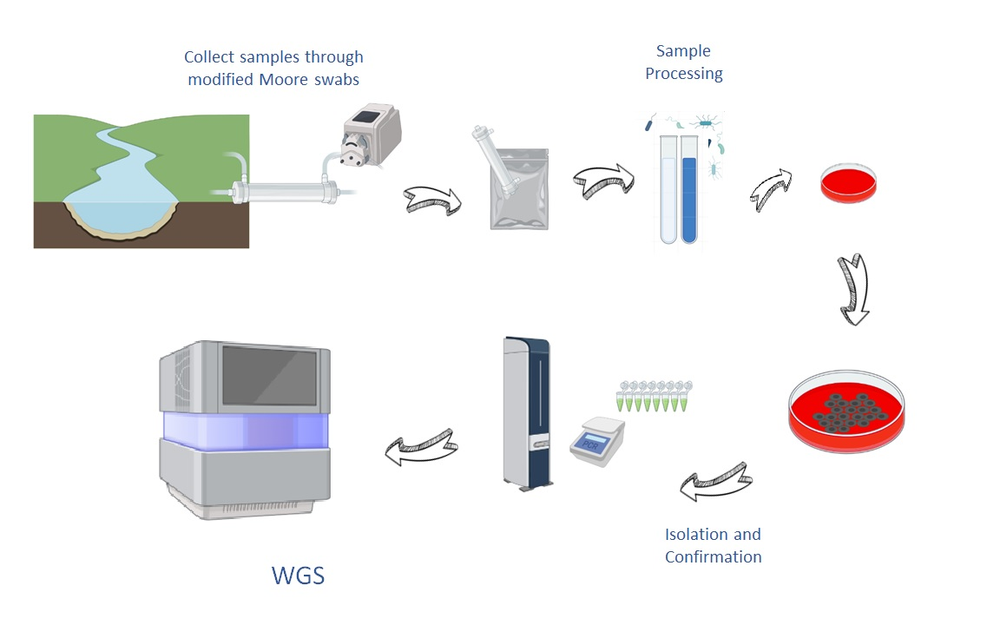 Collect samples through
modified Moore swabs
Sample
Processing
PCR
Isolation and
Confirmation
WGS